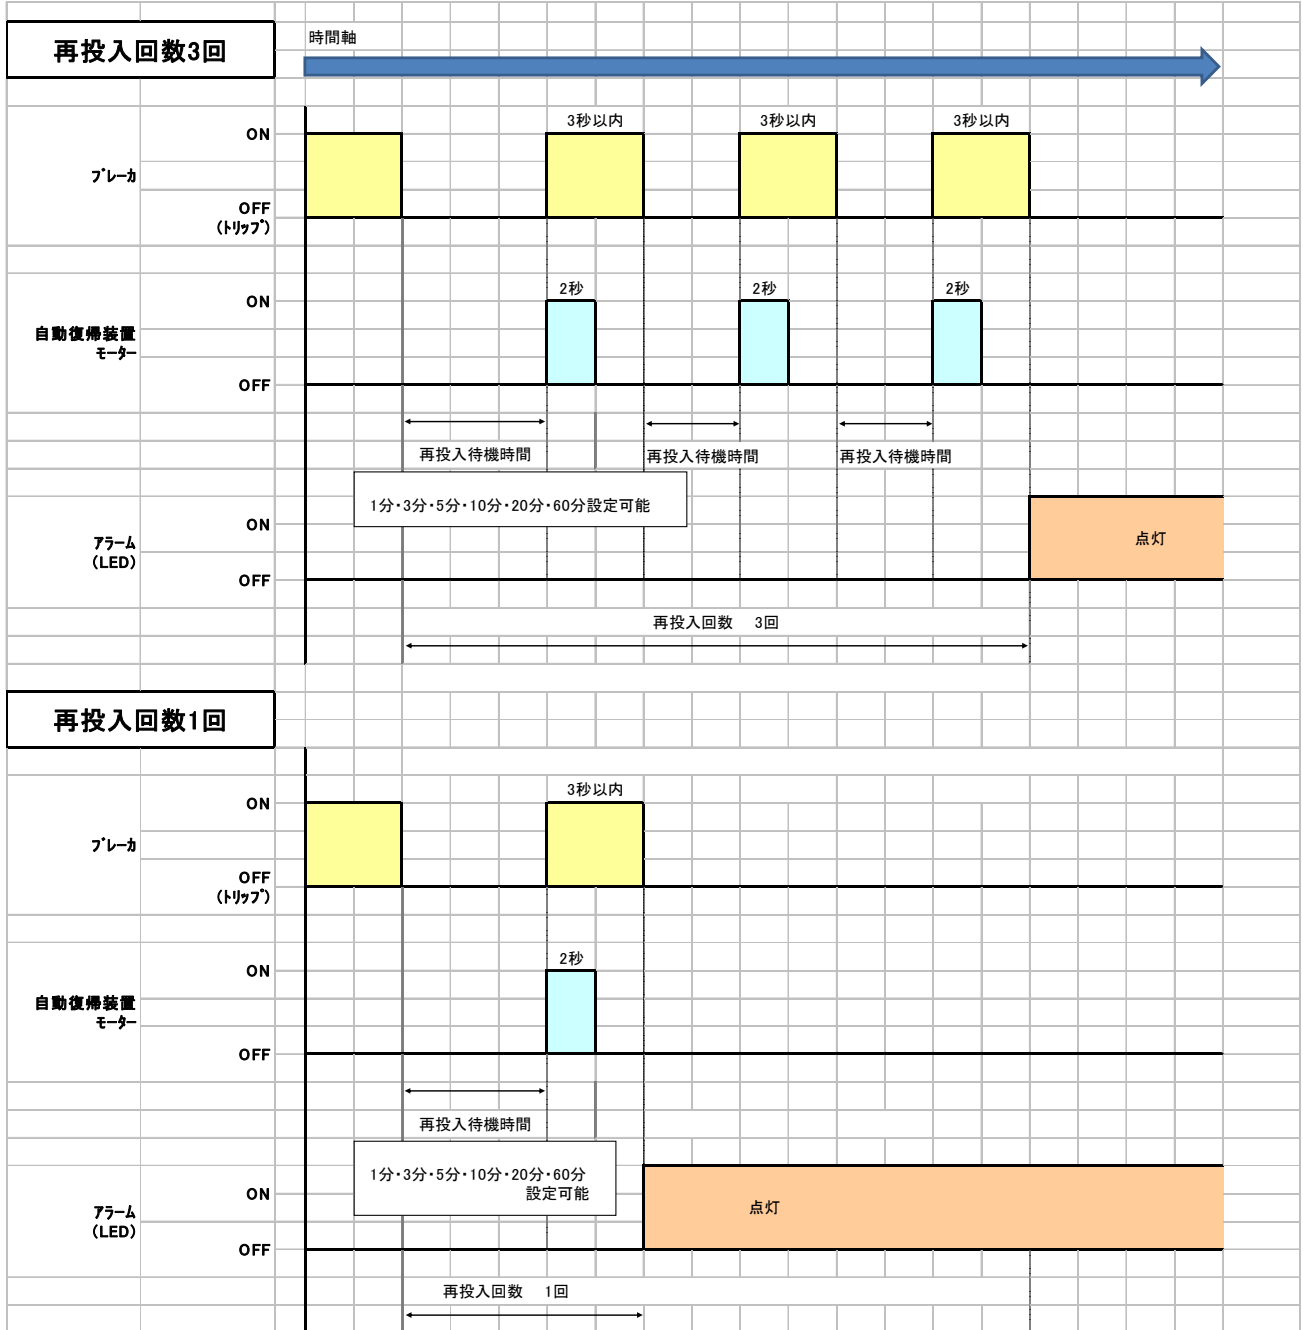 再投入回数3回
時間軸
3秒以内 3秒以内 3秒以内
ON
ブレーカ
OFF
(トリップ)
2秒 2秒 2秒
ON
自動復帰装置
モーター
OFF
再投入待機時間 再投入待機時間 再投入待機時間
1分・3分・5分・10分・20分・60分設定可能
ON
アラーム
(LED)
点灯
OFF
再投入回数 3回
再投入回数1回
3秒以内
ON
ブレーカ
OFF
(トリップ)
2秒
ON
自動復帰装置
モーター
OFF
再投入待機時間
1分・3分・5分・10分・20分・60分
設定可能
ON
アラーム
(LED)
点灯
OFF
再投入回数 1回